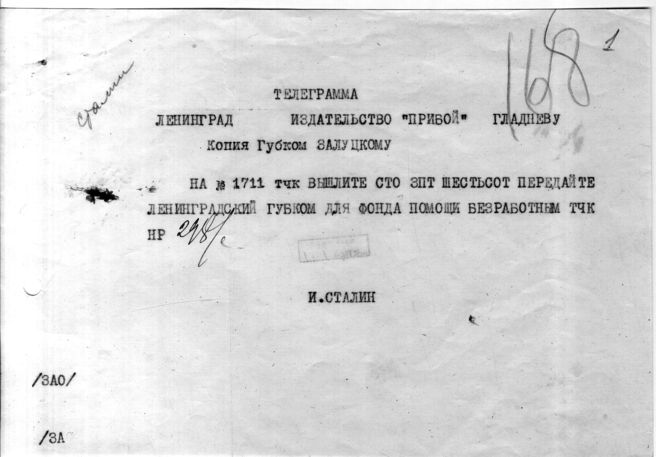 168
1
Сталин
ТЕЛЕГРАММА
ЛЕНИНГРАД ИЗДАТЕЛЬСТВО "ПРИБОЙ" ГЛАДНЕВУ
Копия Губком ЗАЛУЦКОМУ
НА № 1711 ТЧК ВЫШЛИТЕ СТО ЗПТ ШЕСТЬСОТ ПЕРЕДАЙТЕ
ЛЕНИНГРАДСКИЙ ГУБКОМ ДЛЯ ФОНДА ПОМОЩИ БЕЗРАБОТНЫМ ТЧК
НР
И.СТАЛИН
/ЗАО/
/ЗА